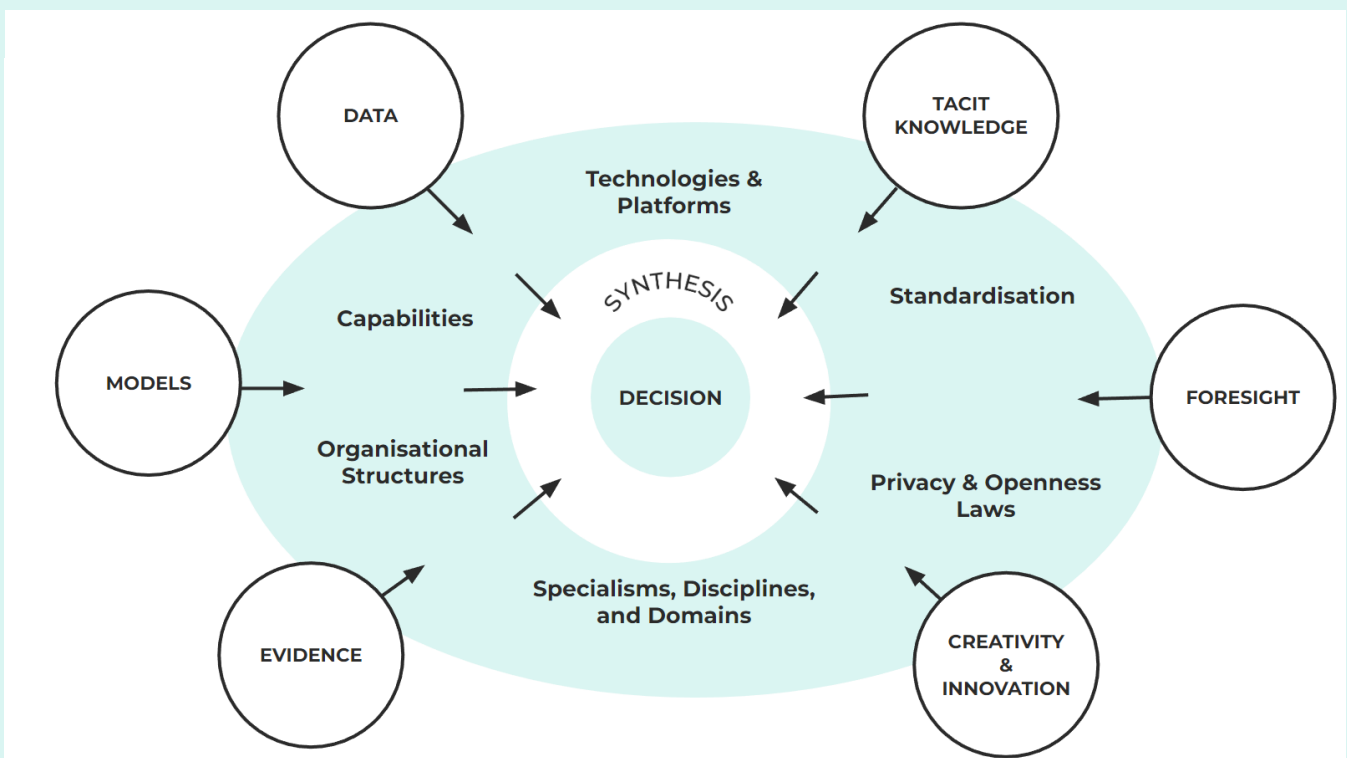 DATA
TACIT
KNOWLEDGE
Technologies &
Platforms
SYNTHESIS
Standardisation
Capabilities
MODELS
DECISION
FORESIGHT
Organisational
Structures
Privacy & Openness
Laws
Specialisms, Disciplines,
and Domains
EVIDENCE
CREATIVITY
&
INNOVATION